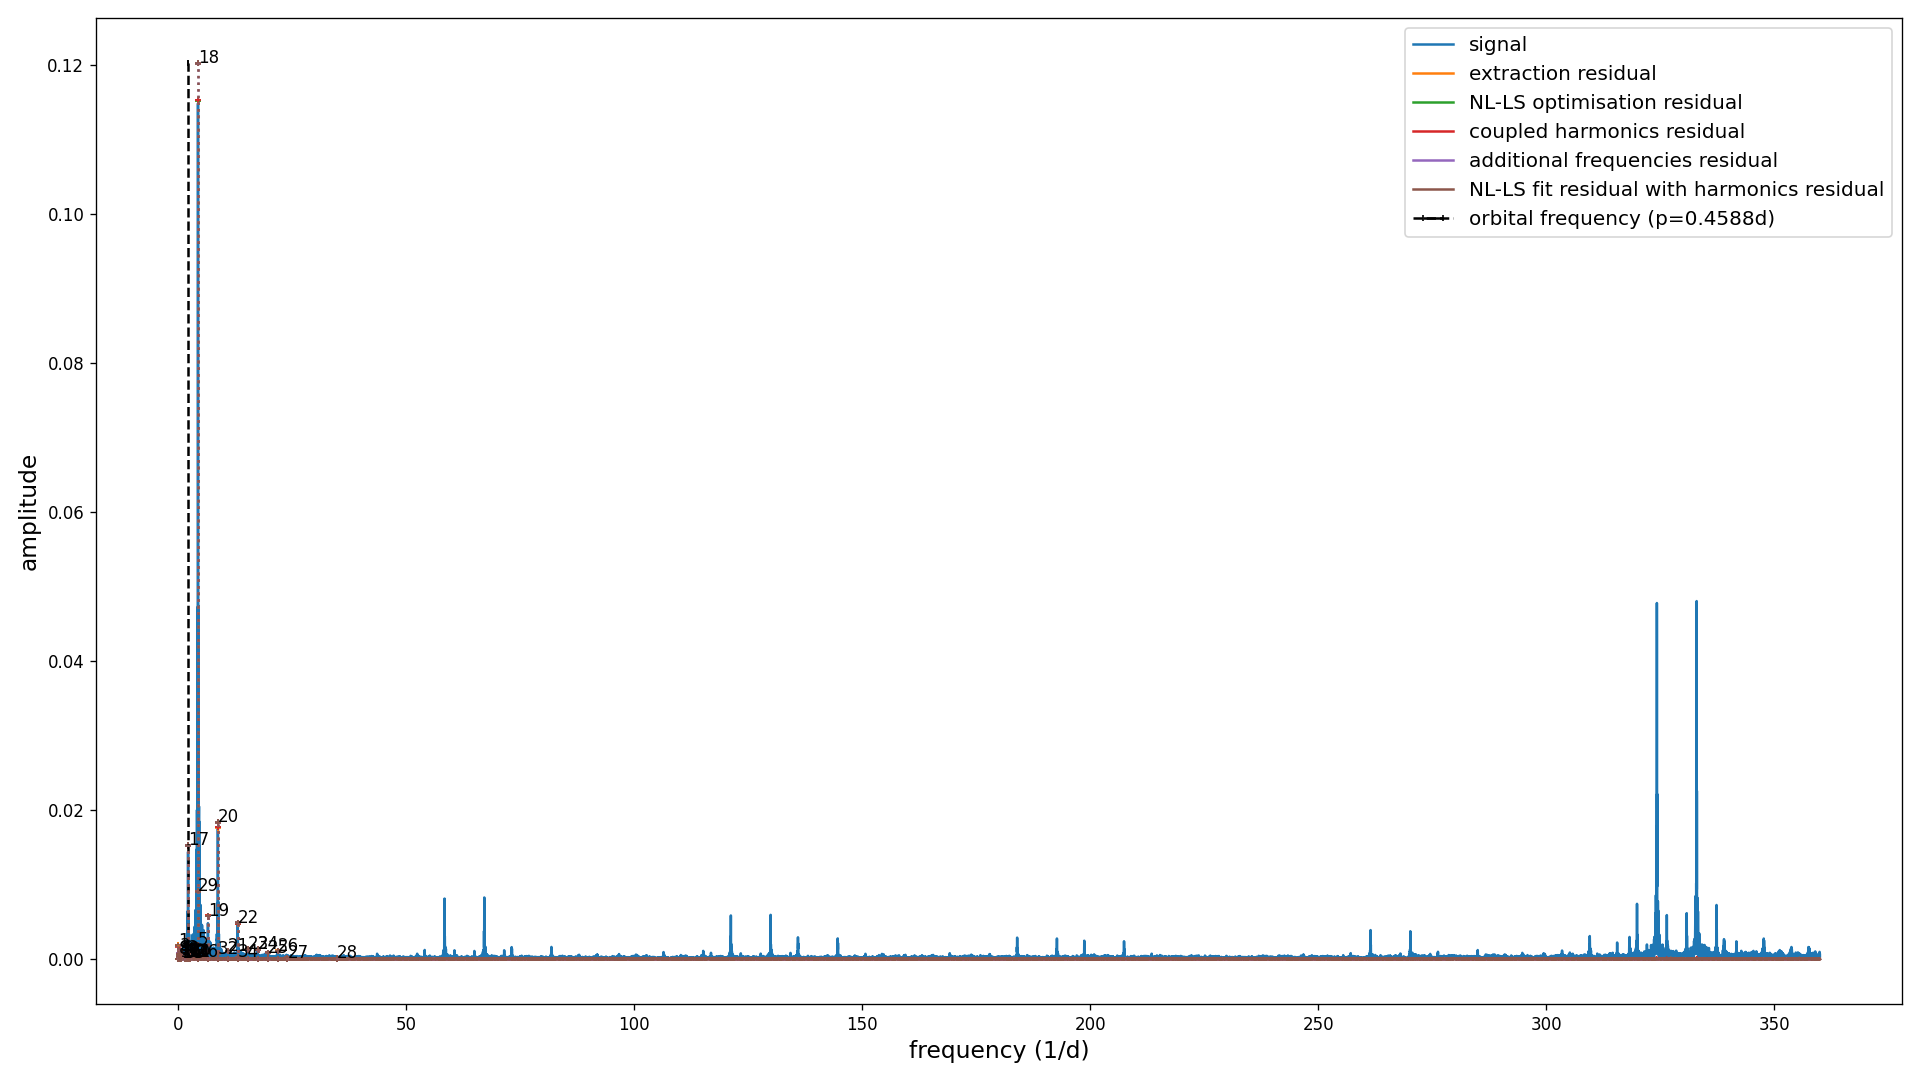 0.12
0.10
0.08
0.06
0.04
0.02
0.00
amplitude
signal
extraction residual
NL-LS optimisation residual
coupled harmonics residual
additional frequencies residual
NL-LS fit residual with harmonics residual
orbital frequency (p=0.4588d)
18
20
17
29
19
22
28
0
50
100
150
200
250
300
350
frequency (1/d)